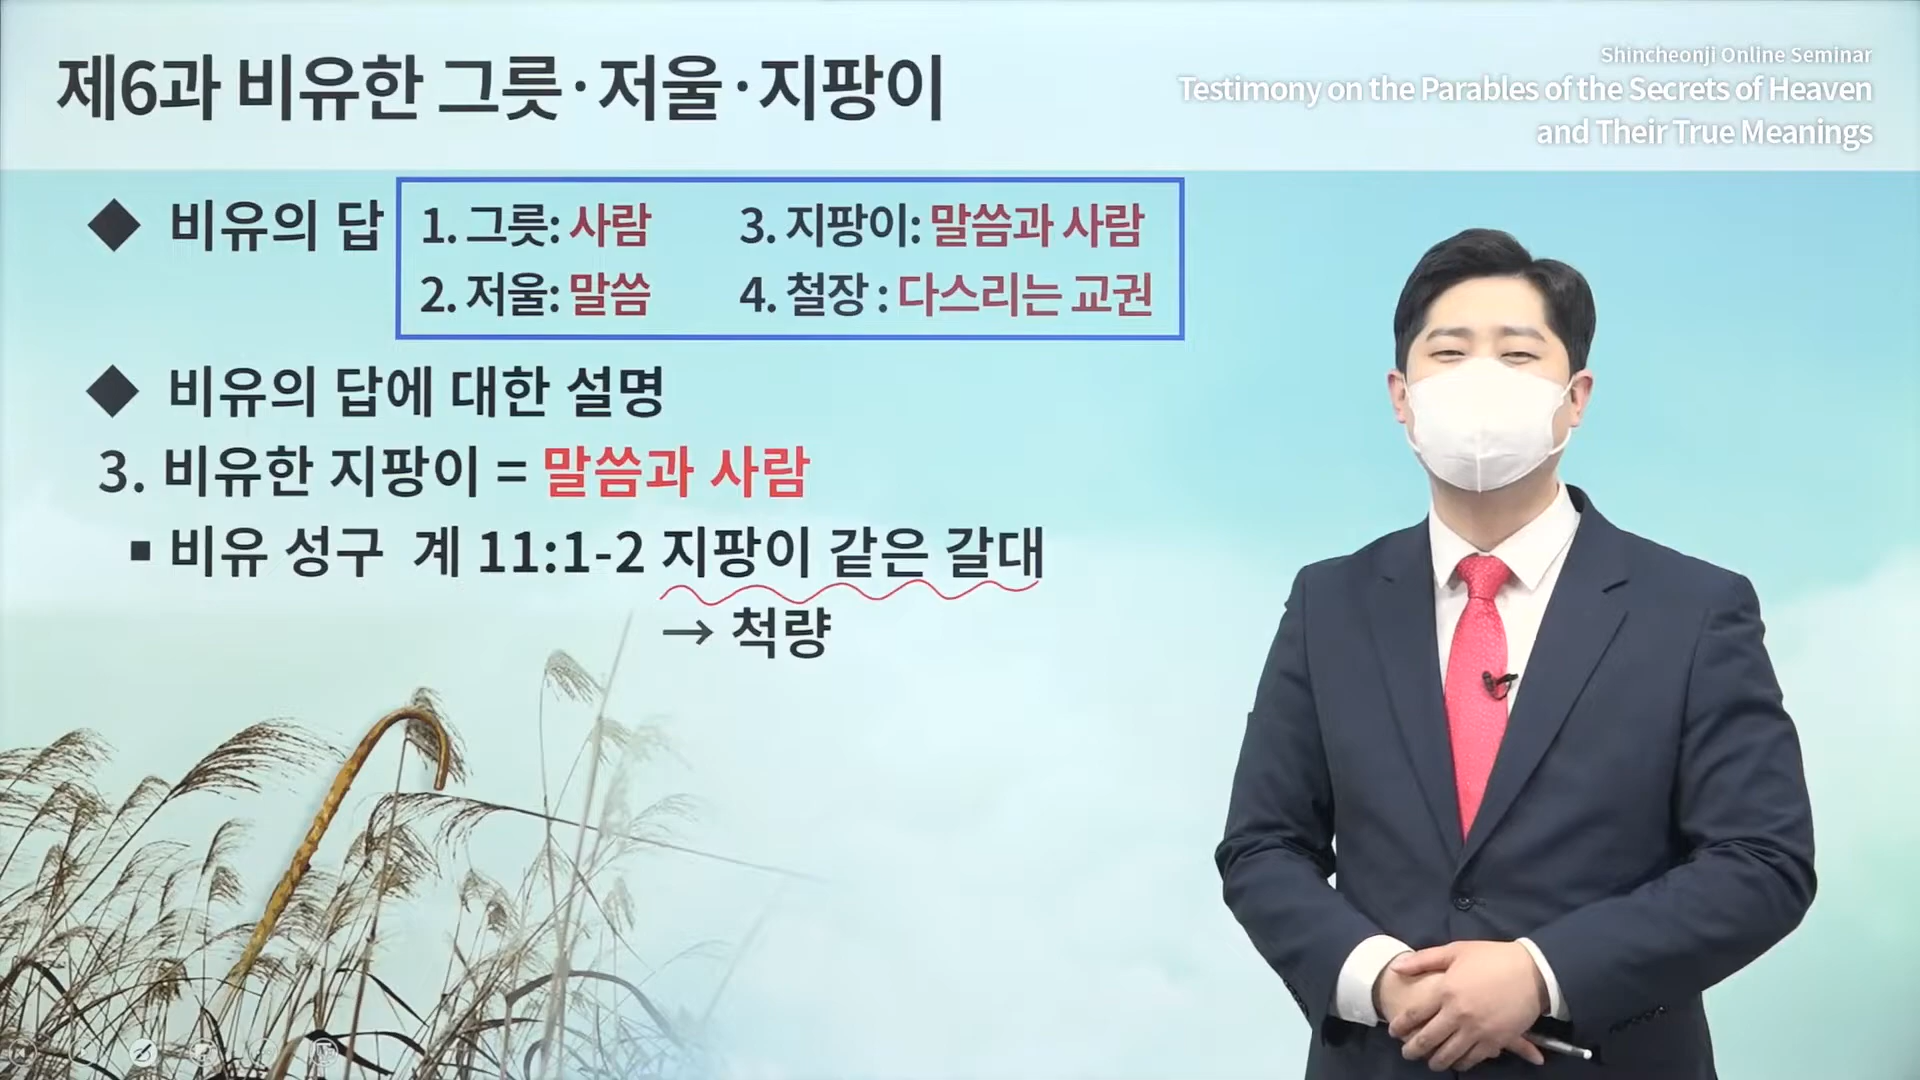 제6과 비유한 그릇·저울·지팡이
Shincheonji Online Seminar
Testimony on the Parables of the Secrets of Heaven
and Their True Meanings
◆ 비유의 답
1. 그릇: 사람 3. 지팡이: 말씀과 사람
2. 저울: 말씀 4. 철장 : 다스리는 교권
◆ 비유의 답에 대한 설명
3. 비유한 지팡이 = 말씀과 사람
▪ 비유 성구 계 11:1-2 지팡이 같은 갈대
→ 척량